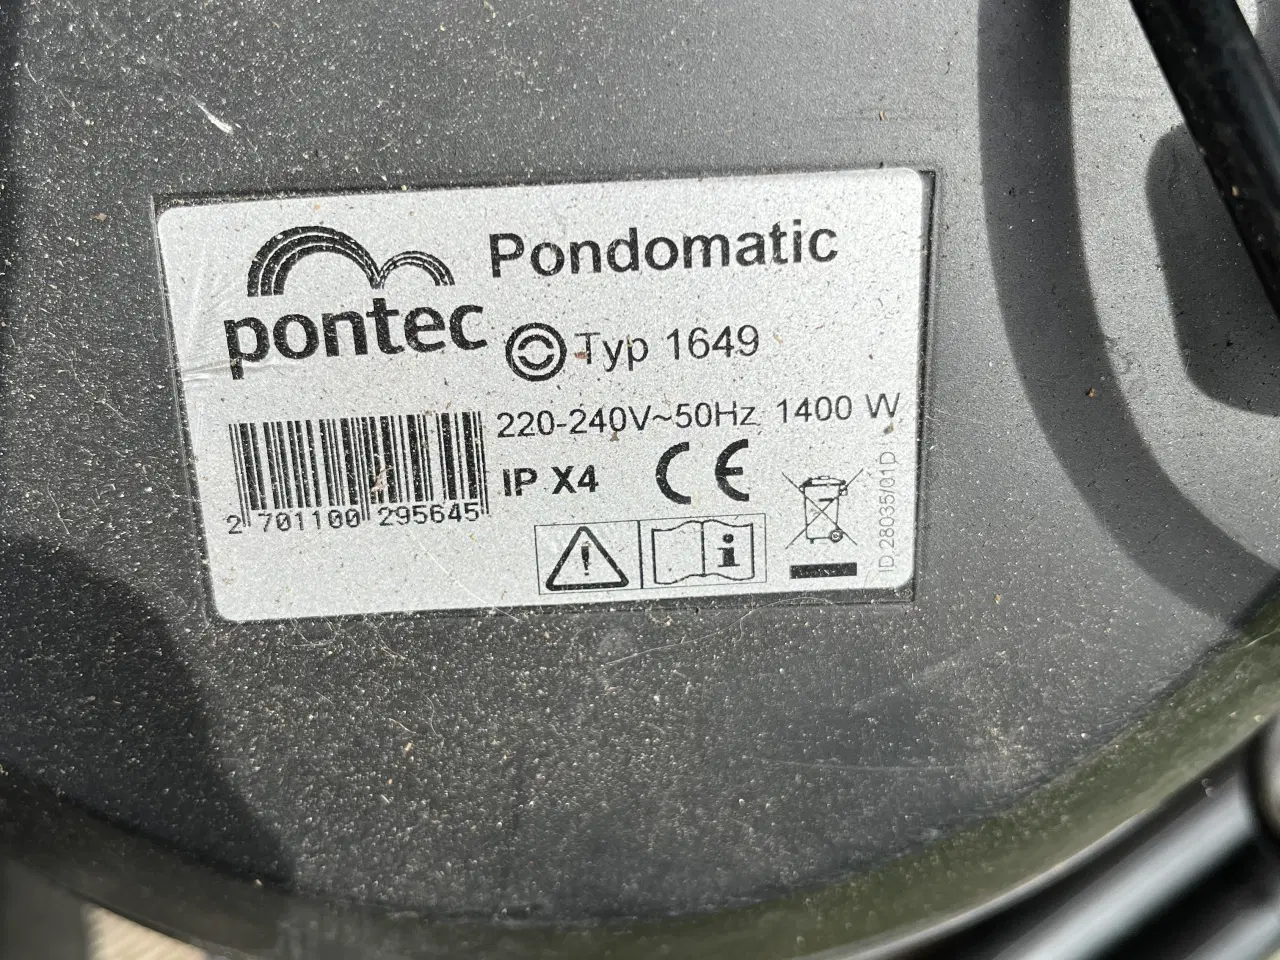 Pondomatic
pontec
Typ 1649
220-240V~50Hz 1400 W
IP X4 CE
2 701100 295645
ID 28035/01D